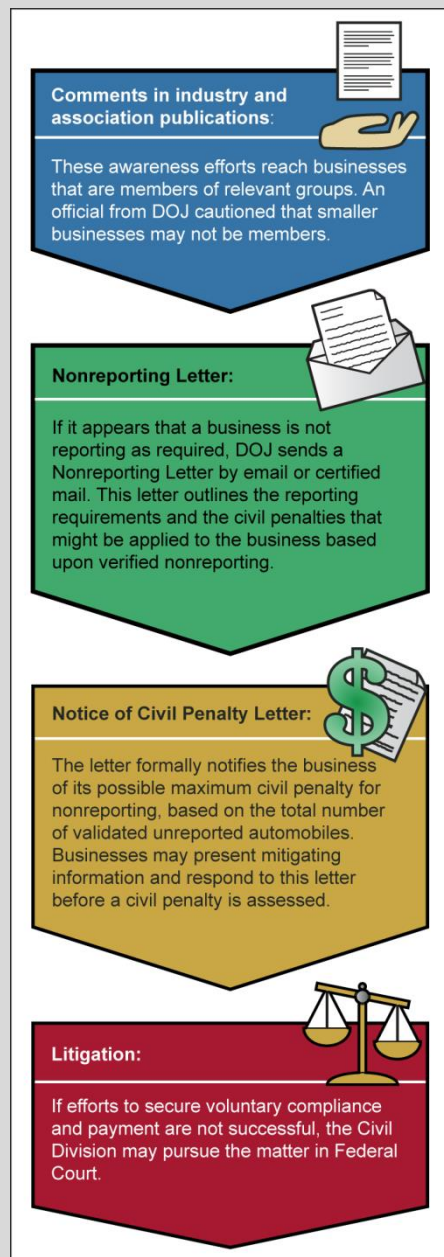 Comments in industry and
association publications:
These awareness efforts reach businesses
that are members of relevant groups. An
official from DOJ cautioned that smaller
businesses may not be members.
Nonreporting Letter:
If it appears that a business is not
reporting as required, DOJ sends a
Nonreporting Letter by email or certified
mail. This letter outlines the reporting
requirements and the civil penalties that
might be applied to the business based
upon verified nonreporting.
Notice of Civil Penalty Letter:
$
The letter formally notifies the business
of its possible maximum civil penalty for
nonreporting, based on the total number
of validated unreported automobiles.
Businesses may present mitigating
information and respond to this letter
before a civil penalty is assessed.
Litigation:
If efforts to secure voluntary compliance
and payment are not successful, the Civil
Division may pursue the matter in Federal
Court.